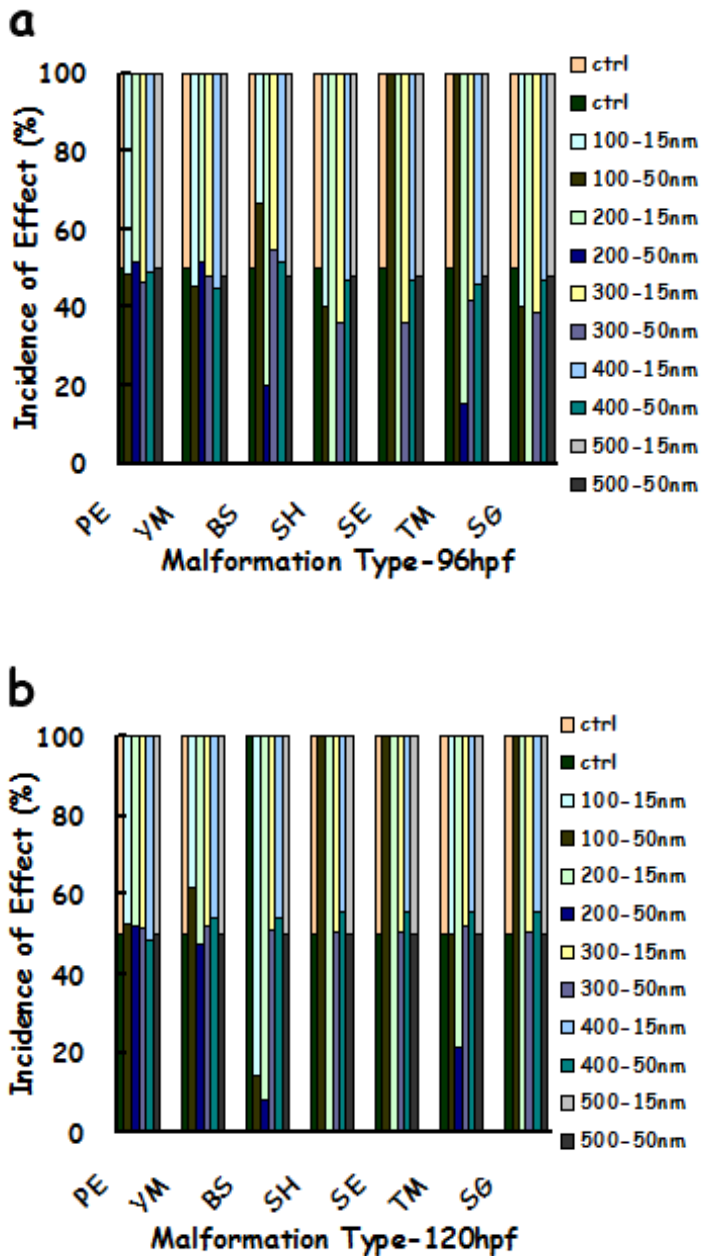 a
Incidence of Effect (%)
100
80
60
40
20
0
PE YM BS SH SE TM SG
Malformation Type-96hpf
ctrl
ctrl
100-15nm
100-50nm
200-15nm
200-50nm
300-15nm
300-50nm
400-15nm
400-50nm
500-15nm
500-50nm
b
Incidence of Effect (%)
100
80
60
40
20
0
PE YM BS SH SE TM SG
Malformation Type-120hpf
ctrl
ctrl
100-15nm
100-50nm
200-15nm
200-50nm
300-15nm
300-50nm
400-15nm
400-50nm
500-15nm
500-50nm